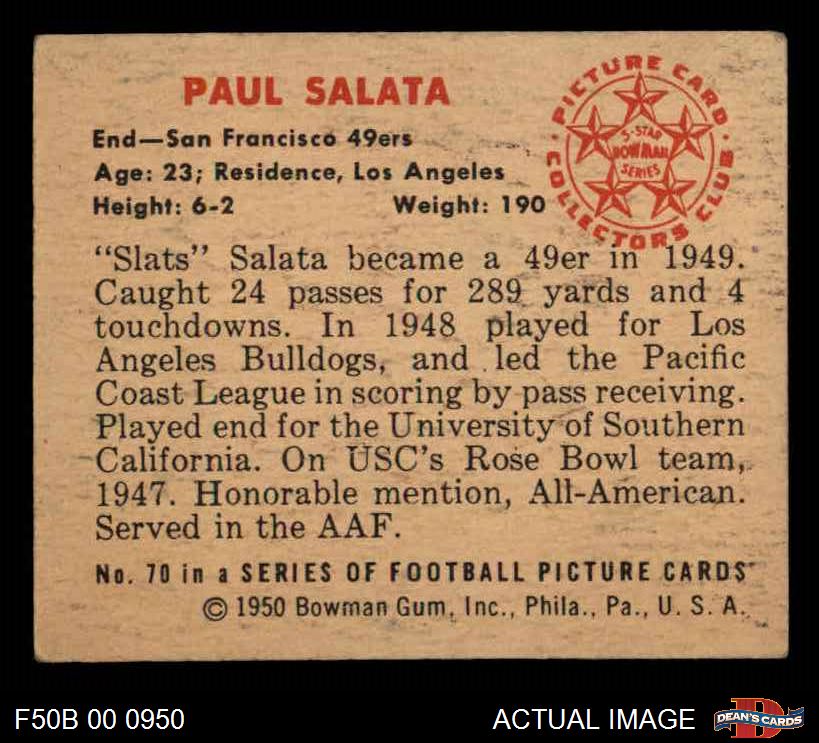 PAUL SALATA
End—San Francisco 49ers
Age: 23; Residence, Los Angeles
Height: 6-2 Weight: 190
PICTURE CARD
COLLECTORS CLUB
5-STAR
BOWMAN
SERIES
"Slats" Salata became a 49er in 1949.
Caught 24 passes for 289 yards and 4
touchdowns. In 1948 played for Los
Angeles Bulldogs, and led the Pacific
Coast League in scoring by pass receiving.
Played end for the University of Southern
California. On USC's Rose Bowl team,
1947. Honorable mention, All-American.
Served in the AAF.
No. 70 in a SERIES OF FOOTBALL PICTURE CARDS
© 1950 Bowman Gum, Inc., Phila., Pa., U. S. A.
F50B 00 0950 ACTUAL IMAGE
DEAN'S CARDS